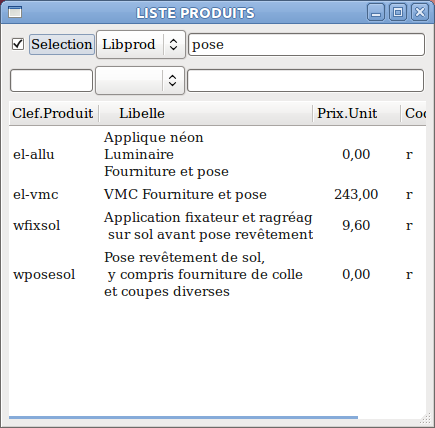 LISTE PRODUITS
Selection Libprod pose
Clef.Produit Libelle Prix.Unit Coc
Applique néon
el-allu Luminaire 0,00 r
Fourniture et pose
el-vmc VMC Fourniture et pose 243,00 r
Application fixateur et ragréag
wfixsol 9,60 r
sur sol avant pose revêtement
Pose revêtement de sol,
wposesol y compris fourniture de colle 0,00 r
et coupes diverses